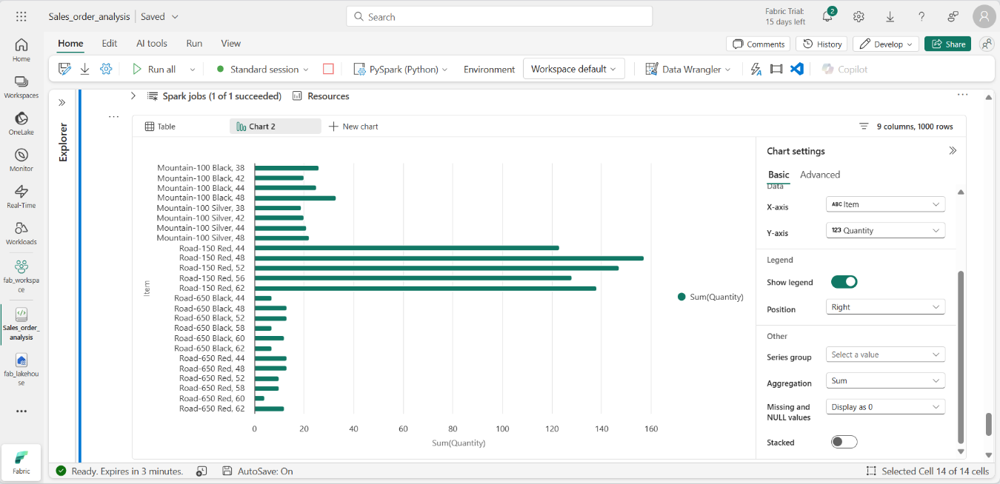 Sales_order_analysis Saved
Search
Fabric Trial:
15 days left
2
Home Edit AI tools Run View
Comments History Develop Share
Run all Standard session PySpark (Python) Environment Workspace default Data Wrangler Copilot
Home
Workspaces
OneLake
Monitor
Real-Time
Workloads
fab_workspa
ce
Sales_order_
analysis
fab_lakehou
se
Fabric
Explorer
Spark jobs (1 of 1 succeeded) Resources
Table Chart 2 New chart 9 columns, 1000 rows
Item
Mountain-100 Black, 38
Mountain-100 Black, 42
Mountain-100 Black, 44
Mountain-100 Black, 48
Mountain-100 Silver, 38
Mountain-100 Silver, 42
Mountain-100 Silver, 44
Mountain-100 Silver, 48
Road-150 Red, 44
Road-150 Red, 48
Road-150 Red, 52
Road-150 Red, 56
Road-150 Red, 62
Road-650 Black, 44
Road-650 Black, 48
Road-650 Black, 52
Road-650 Black, 58
Road-650 Black, 60
Road-650 Black, 62
Road-650 Red, 44
Road-650 Red, 48
Road-650 Red, 52
Road-650 Red, 58
Road-650 Red, 60
Road-650 Red, 62
0 20 40 60 80 100 120 140 160
Sum(Quantity)
Sum(Quantity)
Chart settings
Basic Advanced
Data
X-axis ABC Item
Y-axis 123 Quantity
Legend
Show legend
Position Right
Other
Series group Select a value
Aggregation Sum
Missing and
NULL values Display as 0
Stacked
Ready. Expires in 3 minutes. AutoSave: On
Selected Cell 14 of 14 cells